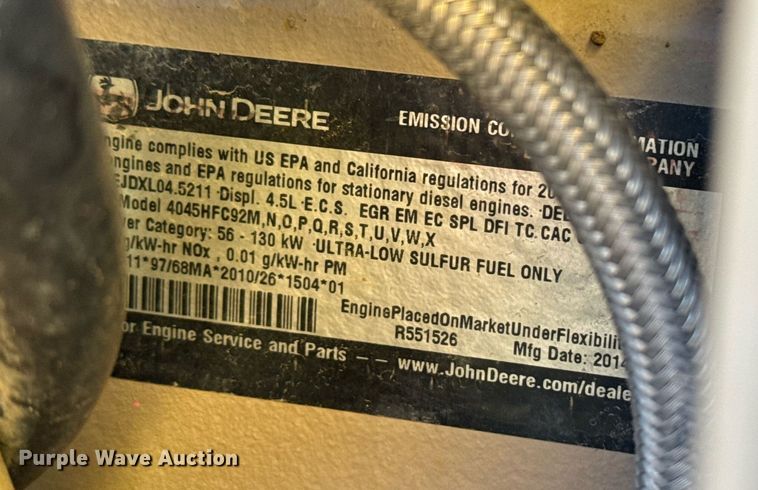 JOHN DEERE
EMISSION CO
MATION
PANY
ngine complies with US EPA and California regulations for 20
ngines and EPA regulations for stationary diesel engines. ·DEL
EJDXL04.5211 ·Displ. 4.5L ·E.C.S. EGR EM EC SPL DFI TC CAC
Model 4045HFC92M,N,O,P,Q,R,S,T,U,V,W,X
er Category: 56 - 130 kW ·ULTRA-LOW SULFUR FUEL ONLY
g/kW-hr NOx , 0.01 g/kW-hr PM
11*97/68MA*2010/26*1504*01
EnginePlacedOnMarketUnderFlexibilit
R551526
Mfg Date: 2014
or Engine Service and Parts -- www.JohnDeere.com/deale
Purple Wave Auction